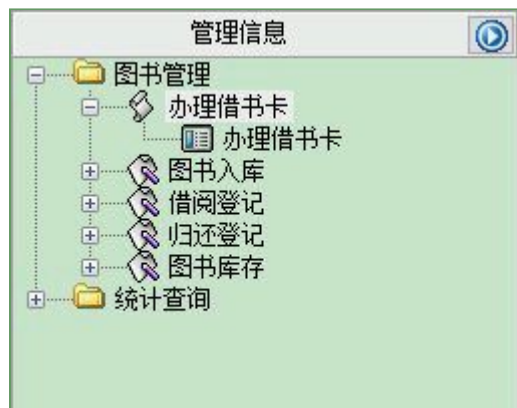 管理信息
图书管理
办理借书卡
办理借书卡
图书入库
借阅登记
归还登记
图书库存
统计查询